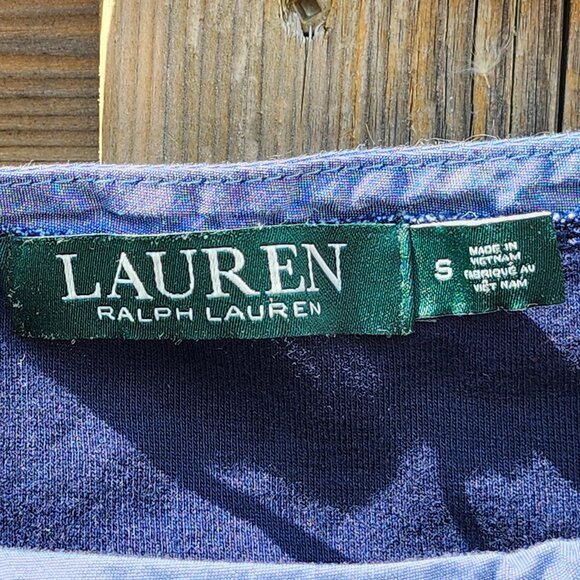 LAUREN
RALPH LAUREN
S
MADE IN
VIETNAM
FABRIQUÉ AU
VIÊT NAM